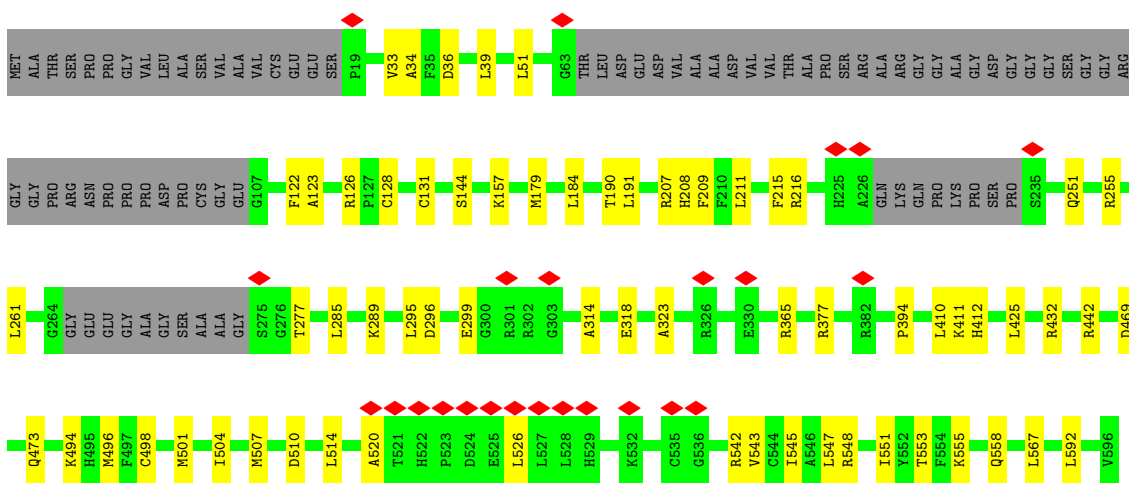 MET ALA THR SER PRO PRO GLY VAL LEU ALA SER VAL ALA VAL CYS GLU GLU SER P19 V33 A34 F35 D36 L39 L51 G63 THR LEU ASP GLU ASP VAL ALA ALA ASP VAL VAL THR ALA PRO SER ARG ALA ARG GLY GLY ALA GLY ASP GLY GLY GLY SER GLY GLY ARG
GLY GLY PRO ARG ASN PRO PRO PRO ASP PRO CYS GLY GLU G107 F122 A123 R126 P127 C128 C131 S144 K157 M179 L184 T190 L191 R207 H208 F209 F210 L211 F215 R216 H225 A226 GLN LYS GLN PRO LYS PRO SER PRO S235 Q251 R255
L261 G264 GLY GLU GLU GLY ALA GLY SER ALA ALA GLY S275 G276 T277 L285 K289 L295 D296 E299 G300 R301 R302 G303 A314 E318 A323 R326 E330 R365 R377 R382 P394 L410 K411 H412 L425 R432 R442 D469
Q473 K494 H495 M496 F497 C498 M501 I504 M507 D510 L514 A520 T521 H522 P523 D524 E525 L526 L527 L528 H529 K532 C535 G536 R542 V543 C544 I545 A546 L547 R548 I551 Y552 T553 F554 K555 Q558 L567 L592 V596